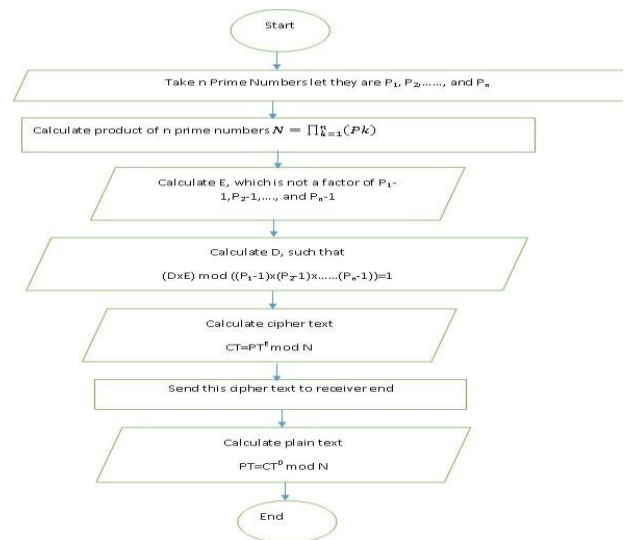 Start
Take n Prime Numbers let they are P₁, P₂,......, and Pₙ
Calculate product of n prime numbers N = ∏ₖ₌₁ⁿ(Pk)
Calculate E, which is not a factor of P₁-
1,P₂-1,...., and Pₙ-1
Calculate D, such that
(DxE) mod ((P₁-1)x(P₂-1)x......(Pₙ-1))=1
Calculate cipher text
CT=PTᴱ mod N
Send this cipher text to receiver end
Calculate plain text
PT=CTᴰ mod N
End